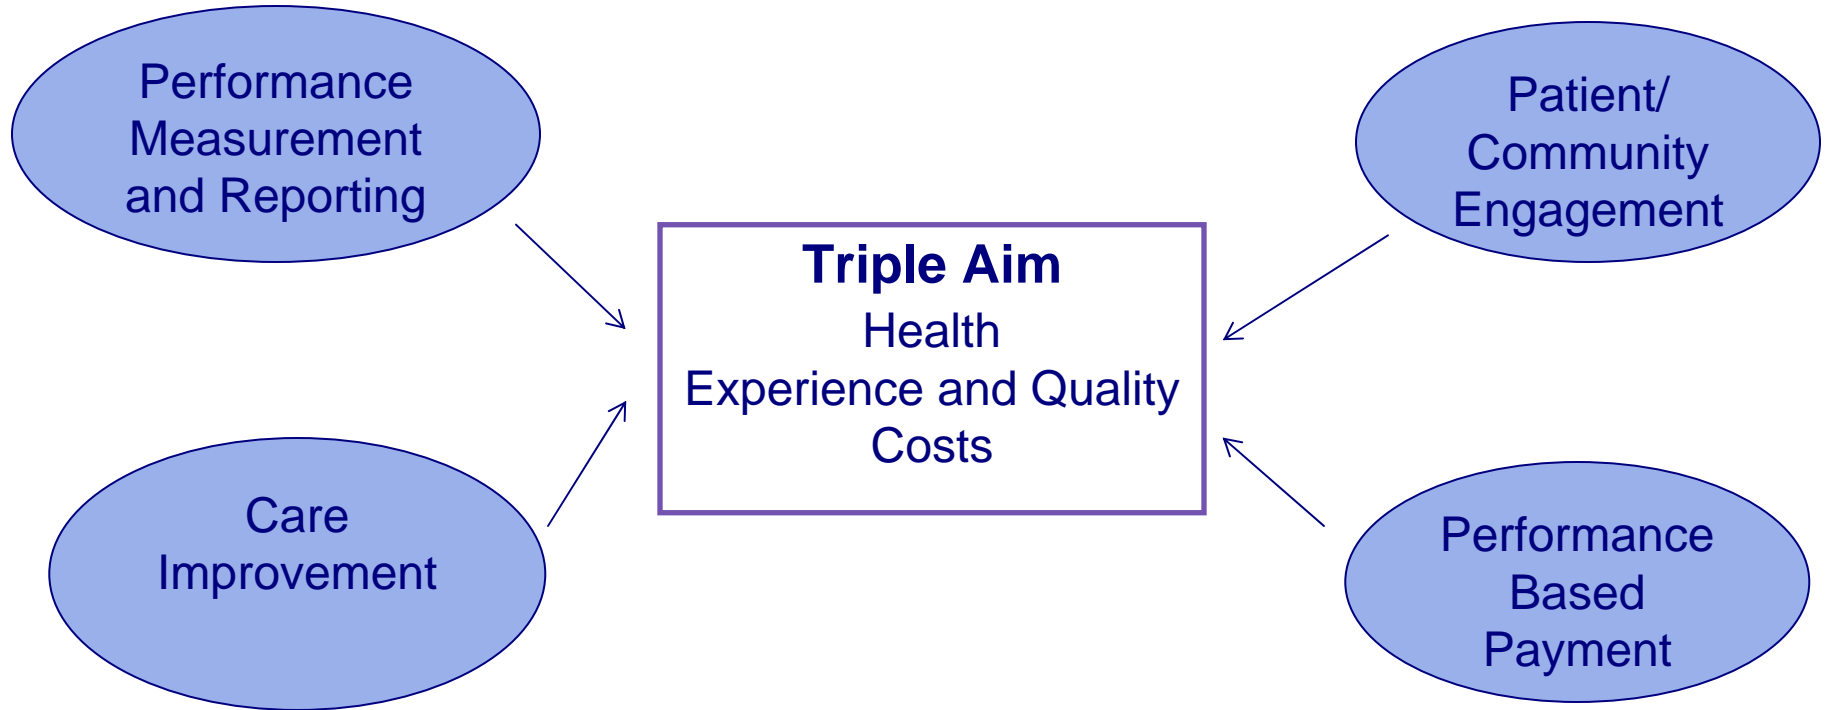 Performance
Measurement
and Reporting
Patient/
Community
Engagement
Triple Aim
Health
Experience and Quality
Costs
Care
Improvement
Performance
Based
Payment